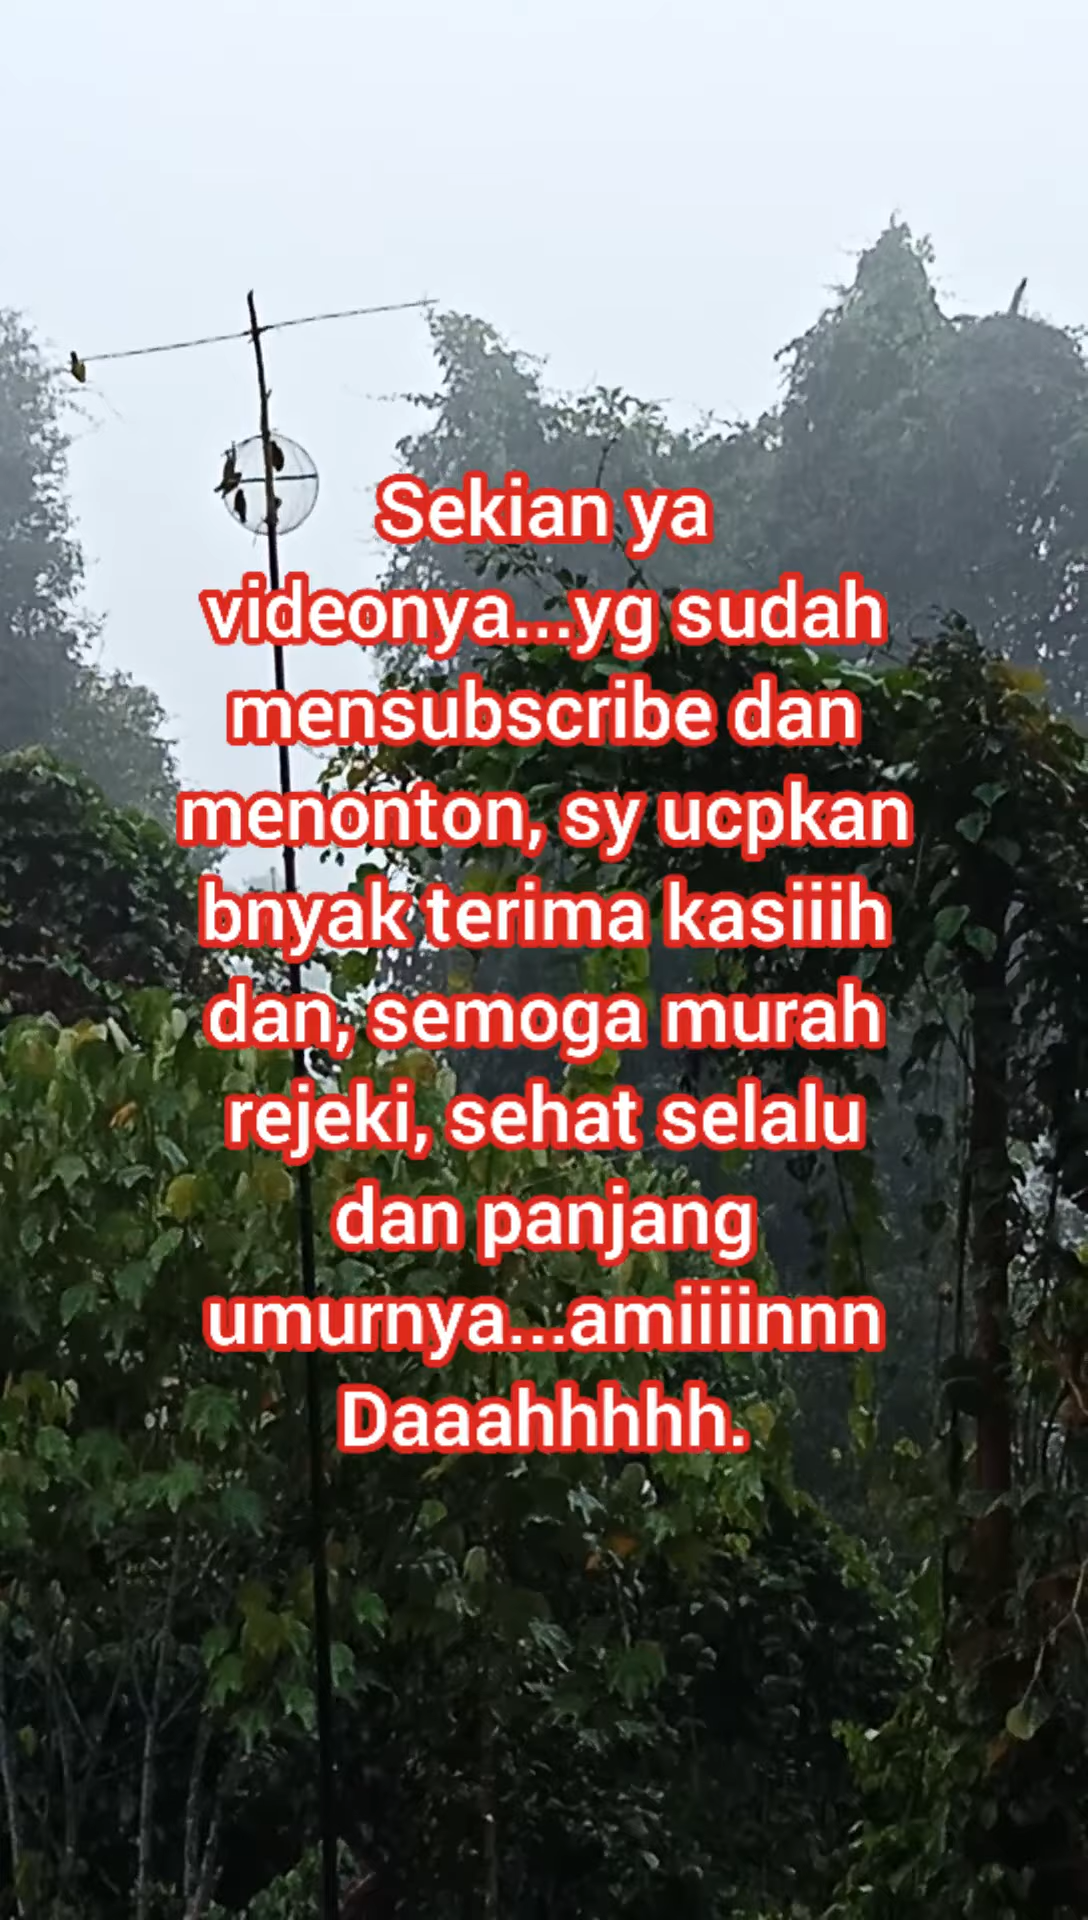 Sekian ya
videonya...yg sudah
mensubscribe dan
menonton, sy ucpkan
bnyak terima kasiiih
dan, semoga murah
rejeki, sehat selalu
dan panjang
umurnya...amiiiinnn
Daaahhhhh.